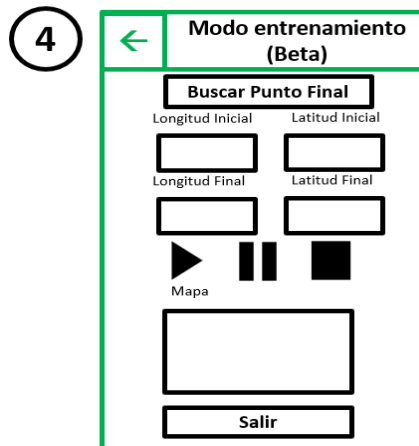 4
Modo entrenamiento
(Beta)
Buscar Punto Final
Longitud Inicial Latitud Inicial
Longitud Final Latitud Final
Mapa
Salir